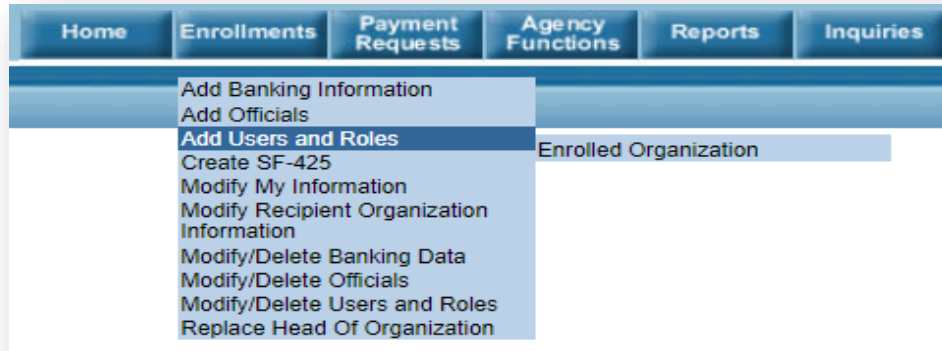 Home
Enrollments
Payment
Requests
Agency
Functions
Reports
Inquiries
Add Banking Information
Add Officials
Add Users and Roles
Enrolled Organization
Create SF-425
Modify My Information
Modify Recipient Organization
Information
Modify/Delete Banking Data
Modify/Delete Officials
Modify/Delete Users and Roles
Replace Head Of Organization